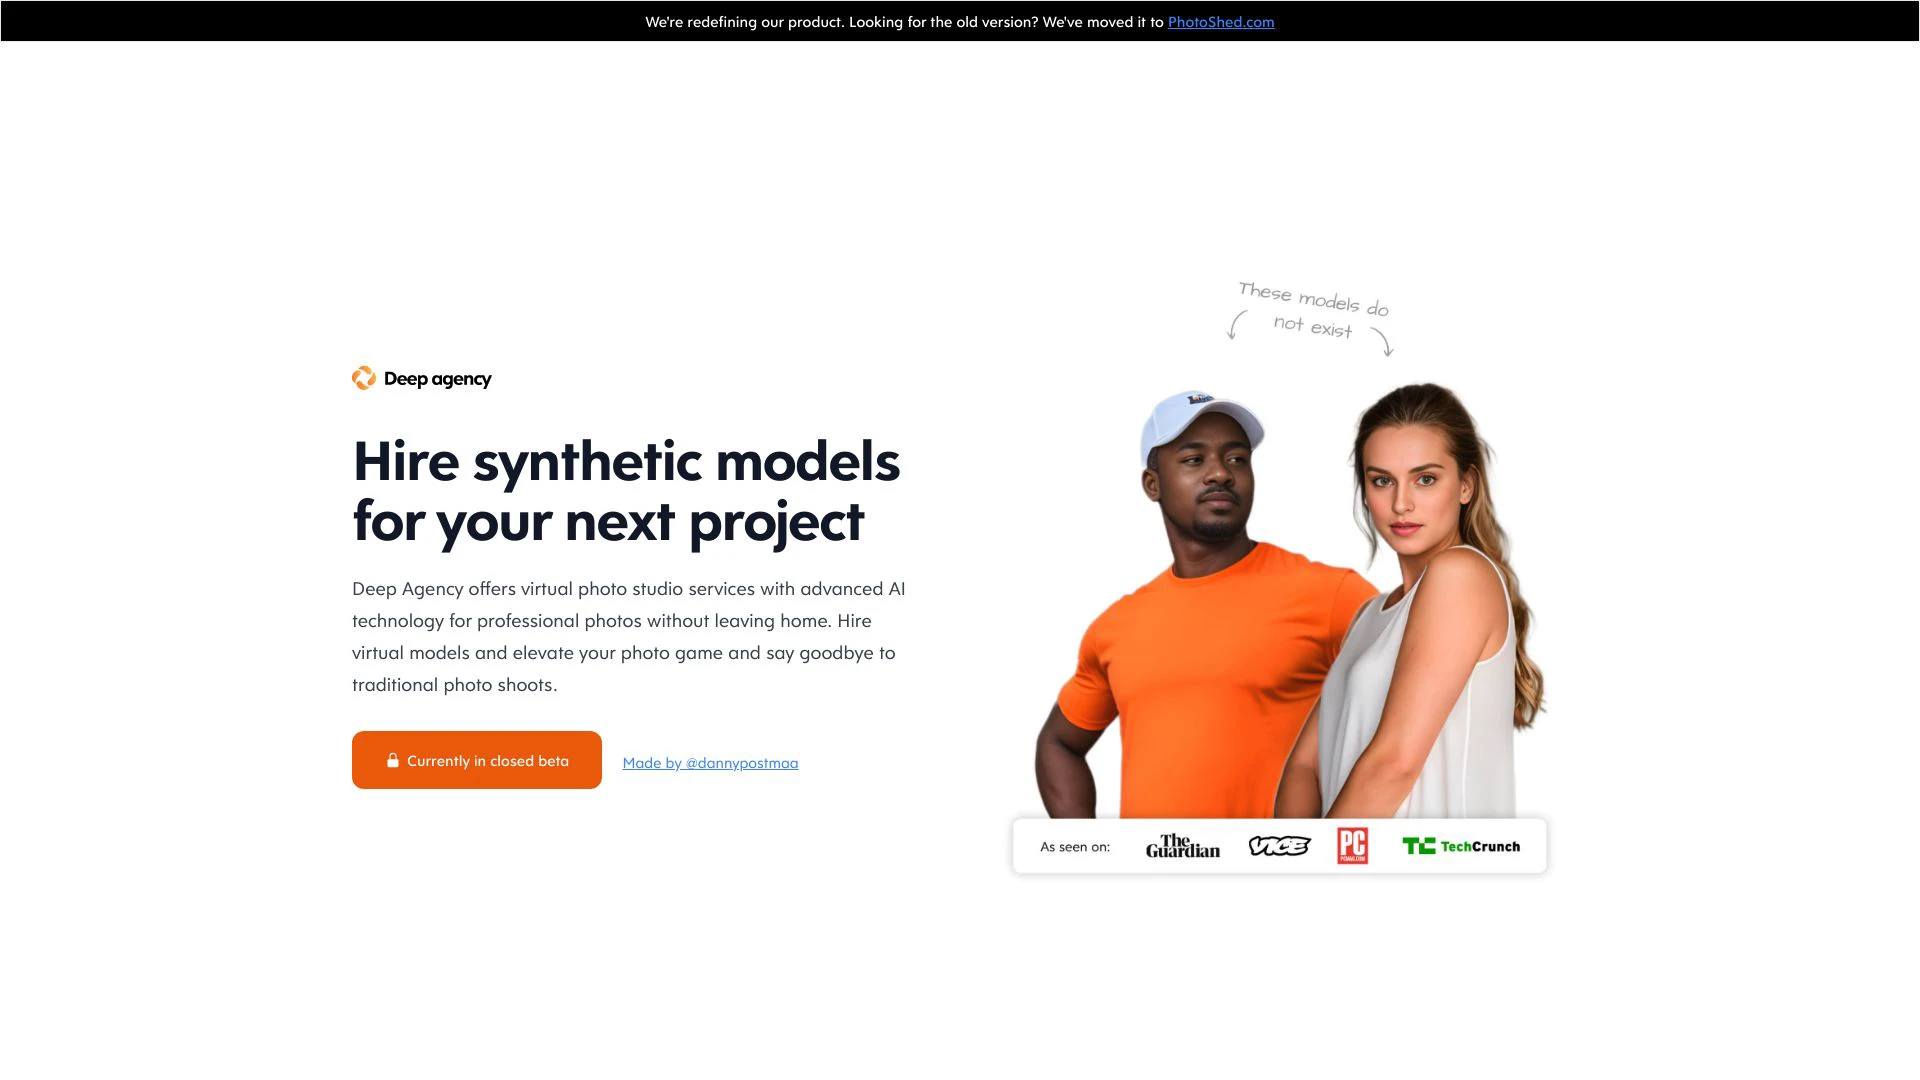 We're redefining our product. Looking for the old version? We've moved it to PhotoShed.com
Deep agency
Hire synthetic models
for your next project
Deep Agency offers virtual photo studio services with advanced AI
technology for professional photos without leaving home. Hire
virtual models and elevate your photo game and say goodbye to
traditional photo shoots.
Currently in closed beta
Made by @dannypostmaa
These models do
not exist
As seen on:
The
Guardian
VICE
PC
PCMAG.COM
TC TechCrunch